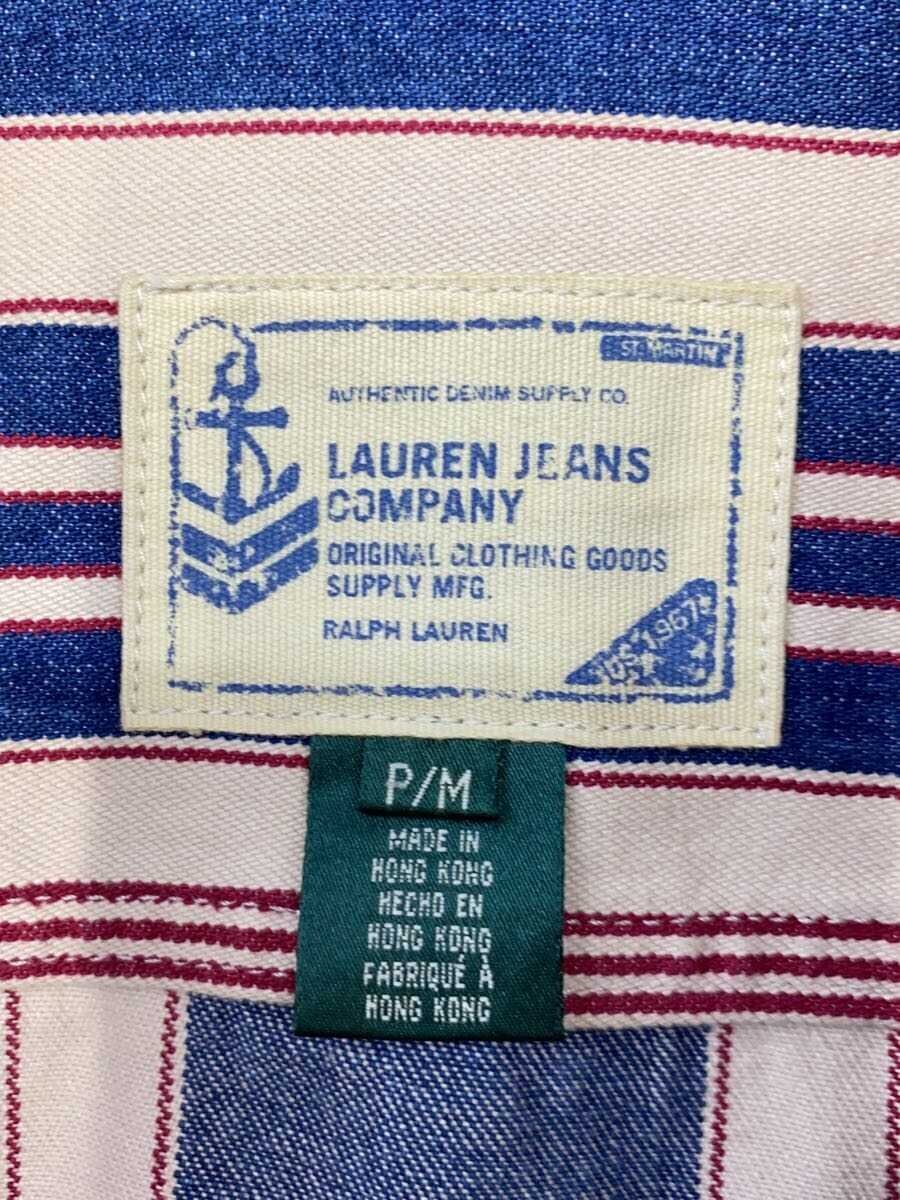 ST. MARTIN
AUTHENTIC DENIM SUPPLY CO.
LAUREN JEANS
COMPANY
ORIGINAL CLOTHING GOODS
SUPPLY MFG.
RALPH LAUREN
1967
P/M
MADE IN
HONG KONG
HECHO EN
HONG KONG
FABRIQUÉ À
HONG KONG